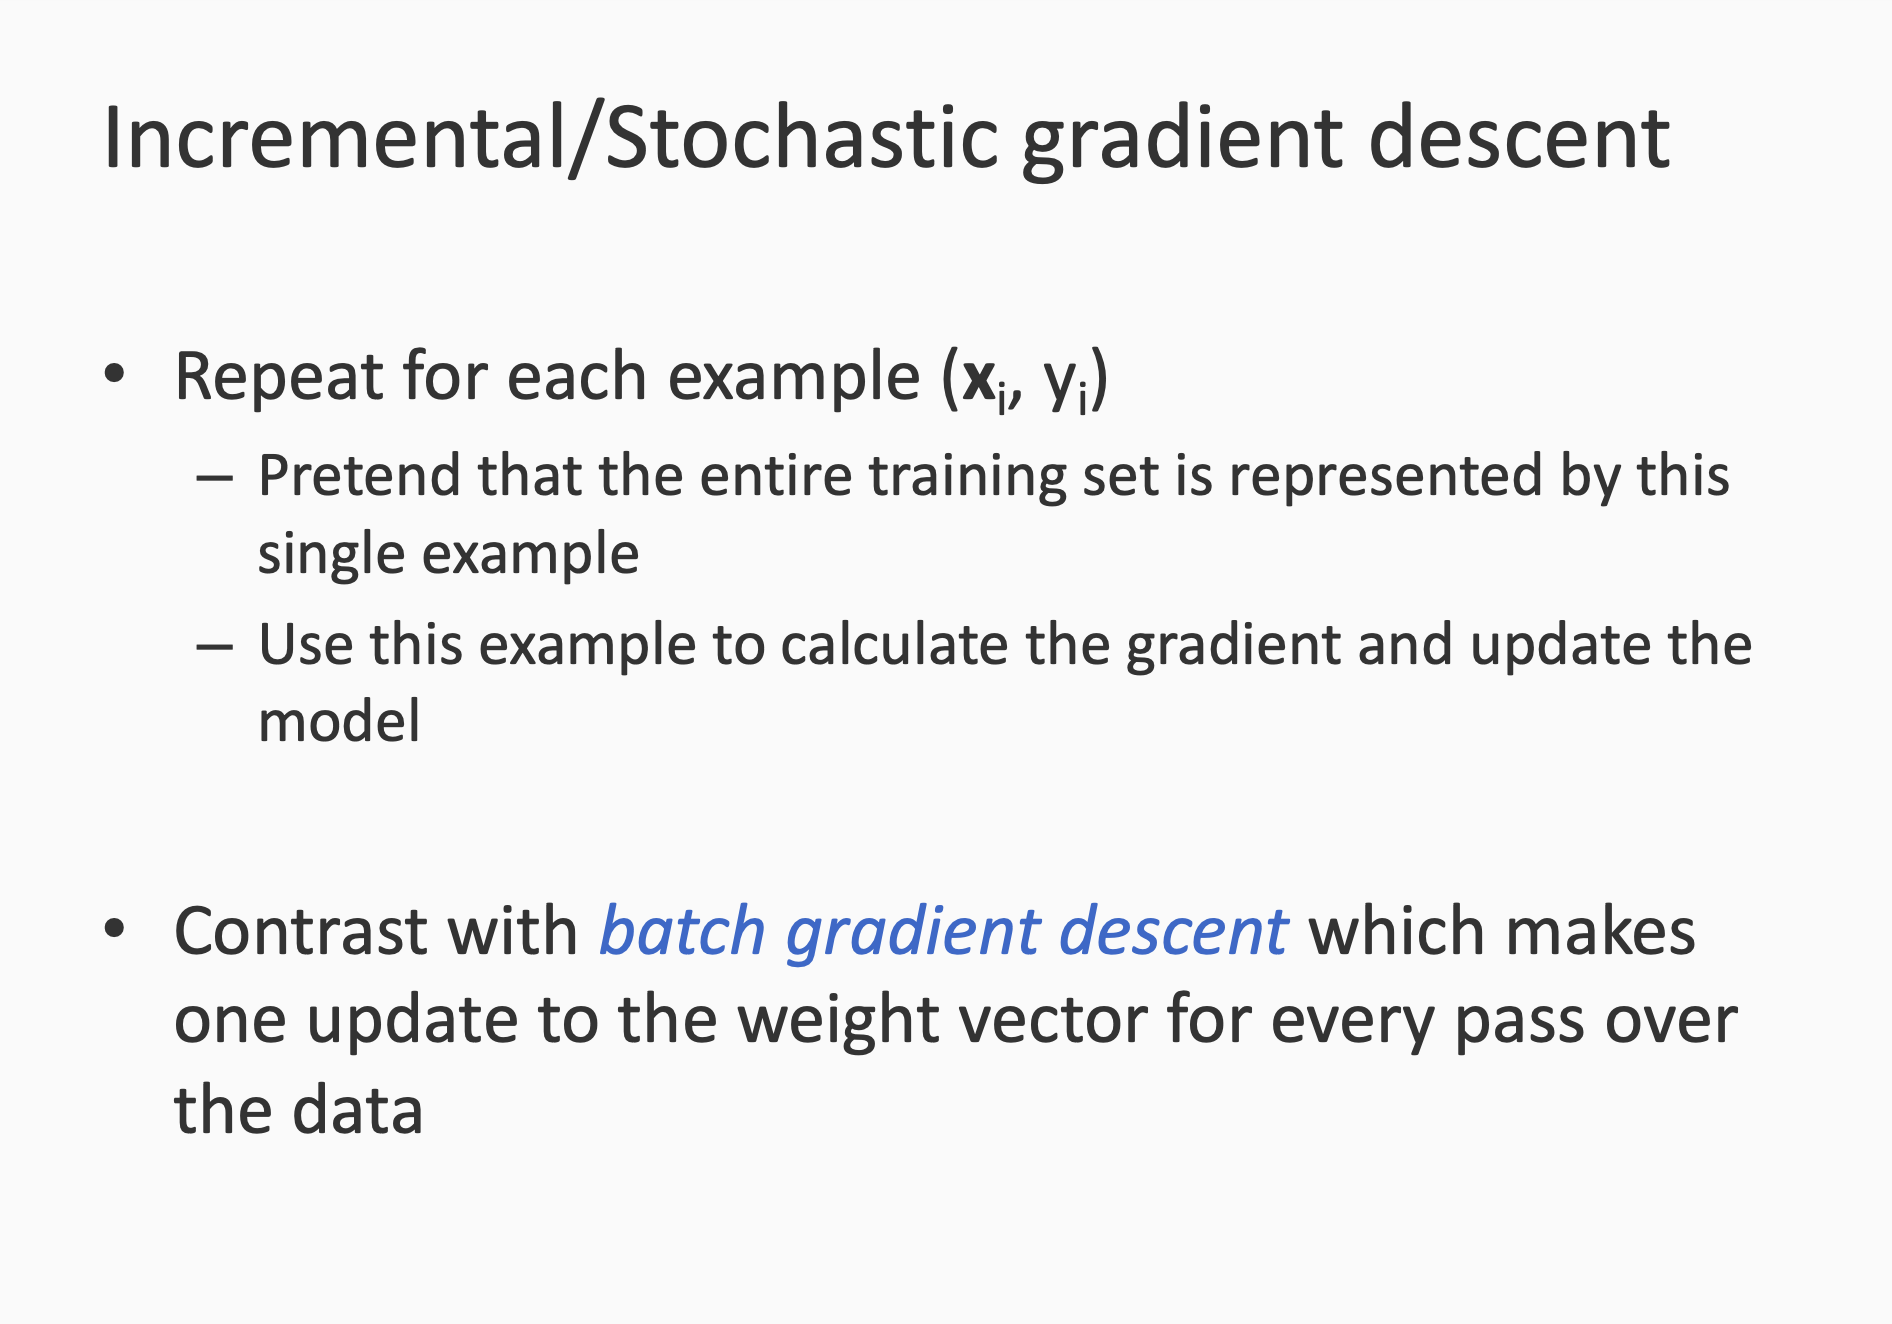 Incremental/Stochastic gradient descent
• Repeat for each example (xᵢ, yᵢ)
– Pretend that the entire training set is represented by this
single example
– Use this example to calculate the gradient and update the
model
• Contrast with batch gradient descent which makes
one update to the weight vector for every pass over
the data